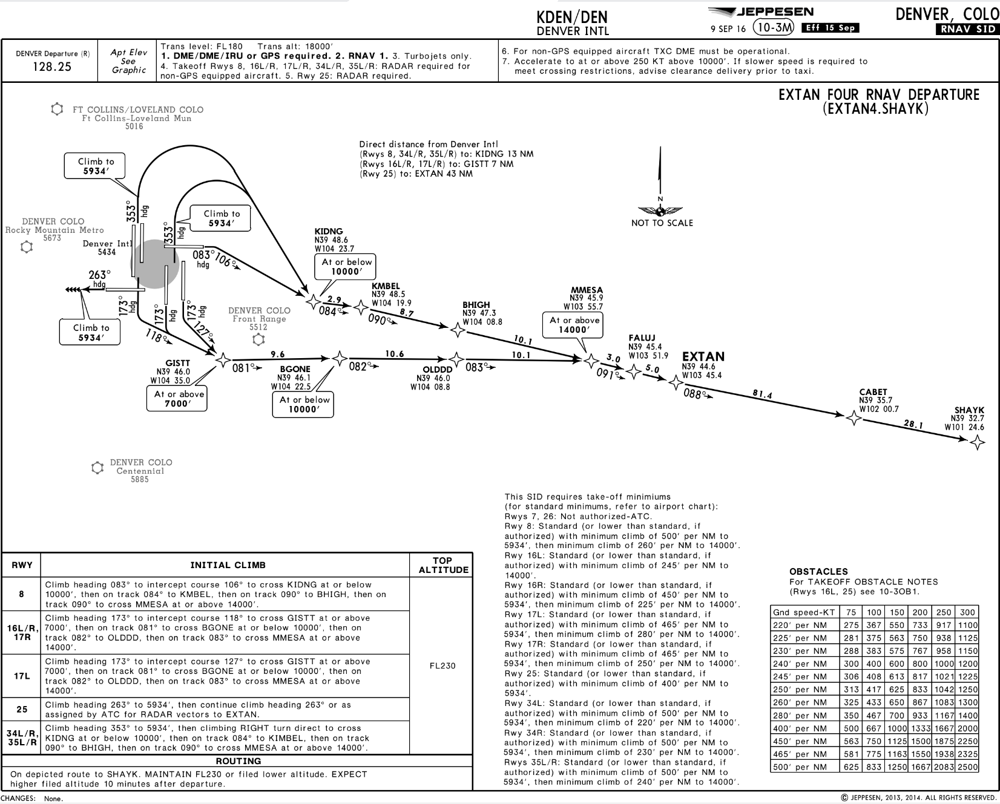 KDEN/DEN
DENVER INTL
JEPPESEN
9 SEP 16 10-3M Eff 15 Sep
DENVER, COLO
RNAV SID
DENVER Departure (R)
128.25
Apt Elev
See
Graphic
Trans level: FL180 Trans alt: 18000′
1. DME/DME/IRU or GPS required. 2. RNAV 1. 3. Turbojets only.
4. Takeoff Rwys 8, 16L/R, 17L/R, 34L/R, 35L/R: RADAR required for
non-GPS equipped aircraft. 5. Rwy 25: RADAR required.
6. For non-GPS equipped aircraft TXC DME must be operational.
7. Accelerate to at or above 250 KT above 10000′. If slower speed is required to
meet crossing restrictions, advise clearance delivery prior to taxi.
EXTAN FOUR RNAV DEPARTURE
(EXTAN4.SHAYK)
FT COLLINS/LOVELAND COLO
Ft Collins-Loveland Mun
5016
Direct distance from Denver Intl
(Rwys 8, 34L/R, 35L/R) to: KIDNG 13 NM
(Rwys 16L/R, 17L/R) to: GISTT 7 NM
(Rwy 25) to: EXTAN 43 NM
Climb to
5934′
N
NOT TO SCALE
353°
hdg
Climb to
5934′
353°
hdg
DENVER COLO
Rocky Mountain Metro
5673
Denver Intl
5434
083°
hdg
106°
KIDNG
N39 48.6
W104 23.7
At or below
10000′
263°
hdg
173°
hdg
173°
hdg
173°
hdg
Climb to
5934′
118°
127°
DENVER COLO
Front Range
5512
2.9
084°
KMBEL
N39 48.5
W104 19.9
090°
8.7
BHIGH
N39 47.3
W104 08.8
10.1
MMESA
N39 45.9
W103 55.7
At or above
14000′
GISTT
N39 46.0
W104 35.0
At or above
7000′
081°
9.6
BGONE
N39 46.1
W104 22.5
At or below
10000′
082°
10.6
OLDDD
N39 46.0
W104 08.8
083°
10.1
3.0
091°
FALUJ
N39 45.4
W103 51.9
5.0
EXTAN
N39 44.6
W103 45.4
088°
81.4
CABET
N39 35.7
W102 00.7
28.1
SHAYK
N39 32.7
W101 24.6
DENVER COLO
Centennial
5885
This SID requires take-off minimiums
(for standard minimums, refer to airport chart):
Rwys 7, 26: Not authorized-ATC.
Rwy 8: Standard (or lower than standard, if
authorized) with minimum climb of 500′ per NM to
5934′, then minimum climb of 260′ per NM to 14000′.
Rwy 16L: Standard (or lower than standard, if
authorized) with minimum climb of 245′ per NM to
14000′.
Rwy 16R: Standard (or lower than standard, if
authorized) with minimum climb of 450′ per NM to
5934′, then minimum climb of 225′ per NM to 14000′.
Rwy 17L: Standard (or lower than standard, if
authorized) with minimum climb of 465′ per NM to
5934′, then minimum climb of 280′ per NM to 14000′.
Rwy 17R: Standard (or lower than standard, if
authorized) with minimum climb of 465′ per NM to
5934′, then minimum climb of 250′ per NM to 14000′.
Rwy 25: Standard (or lower than standard, if
authorized) with minimum climb of 400′ per NM to
5934′.
Rwy 34L: Standard (or lower than standard, if
authorized) with minimum climb of 500′ per NM to
5934′, then minimum climb of 220′ per NM to 14000′.
Rwy 34R: Standard (or lower than standard, if
authorized) with minimum climb of 500′ per NM to
5934′, then minimum climb of 230′ per NM to 14000′.
Rwys 35L/R: Standard (or lower than standard, if
authorized) with minimum climb of 500′ per NM to
5934′, then minimum climb of 240′ per NM to 14000′.
RWY INITIAL CLIMB TOP ALTITUDE
8
Climb heading 083° to intercept course 106° to cross KIDNG at or below
10000′, then on track 084° to KMBEL, then on track 090° to BHIGH, then on
track 090° to cross MMESA at or above 14000′.
16L/R,
17R
Climb heading 173° to intercept course 118° to cross GISTT at or above
7000′, then on track 081° to cross BGONE at or below 10000′, then on
track 082° to OLDDD, then on track 083° to cross MMESA at or above
14000′.
17L
Climb heading 173° to intercept course 127° to cross GISTT at or above
7000′, then on track 081° to cross BGONE at or below 10000′, then on
track 082° to OLDDD, then on track 083° to cross MMESA at or above
14000′.
FL230
25
Climb heading 263° to 5934′, then continue climb heading 263° or as
assigned by ATC for RADAR vectors to EXTAN.
34L/R,
35L/R
Climb heading 353° to 5934′, then climbing RIGHT turn direct to cross
KIDNG at or below 10000′, then on track 084° to KIMBEL, then on track
090° to BHIGH, then on track 090° to cross MMESA at or above 14000′.
ROUTING
On depicted route to SHAYK. MAINTAIN FL230 or filed lower altitude. EXPECT
higher filed altitude 10 minutes after departure.
OBSTACLES
For TAKEOFF OBSTACLE NOTES
(Rwys 16L, 25) see 10-3OB1.
Gnd speed-KT 75 100 150 200 250 300
220′ per NM 275 367 550 733 917 1100
225′ per NM 281 375 563 750 938 1125
230′ per NM 288 383 575 767 958 1150
240′ per NM 300 400 600 800 1000 1200
245′ per NM 306 408 613 817 1021 1225
250′ per NM 313 417 625 833 1042 1250
260′ per NM 325 433 650 867 1083 1300
280′ per NM 350 467 700 933 1167 1400
400′ per NM 500 667 1000 1333 1667 2000
450′ per NM 563 750 1125 1500 1875 2250
465′ per NM 581 775 1163 1550 1938 2325
500′ per NM 625 833 1250 1667 2083 2500
CHANGES: None.
© JEPPESEN, 2013, 2014. ALL RIGHTS RESERVED.